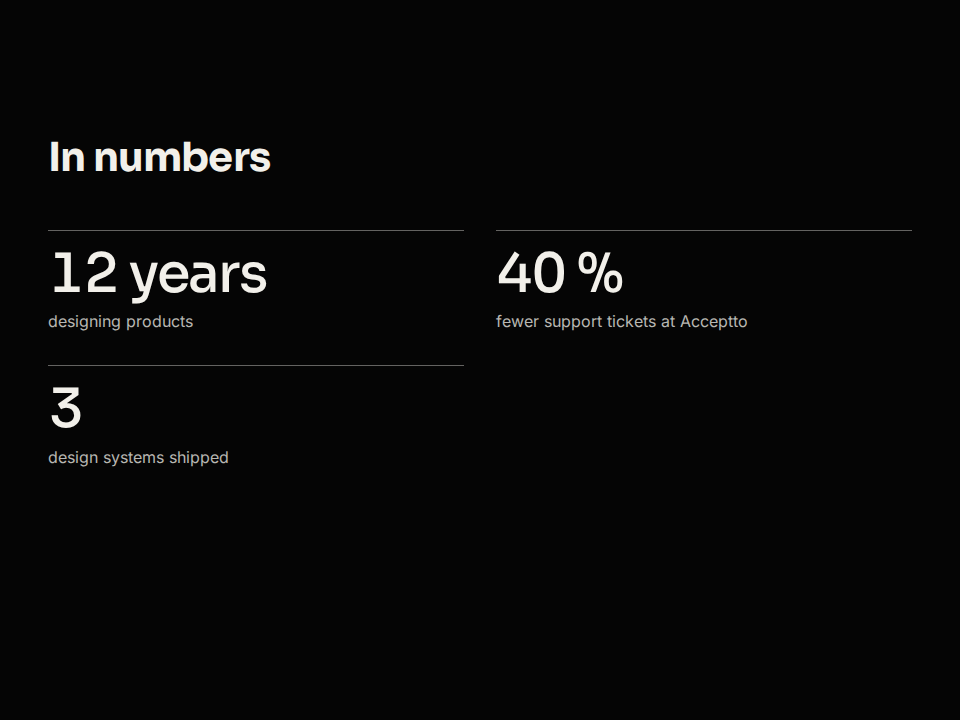 In numbers
12 years
designing products
40 %
fewer support tickets at Acceptto
3
design systems shipped